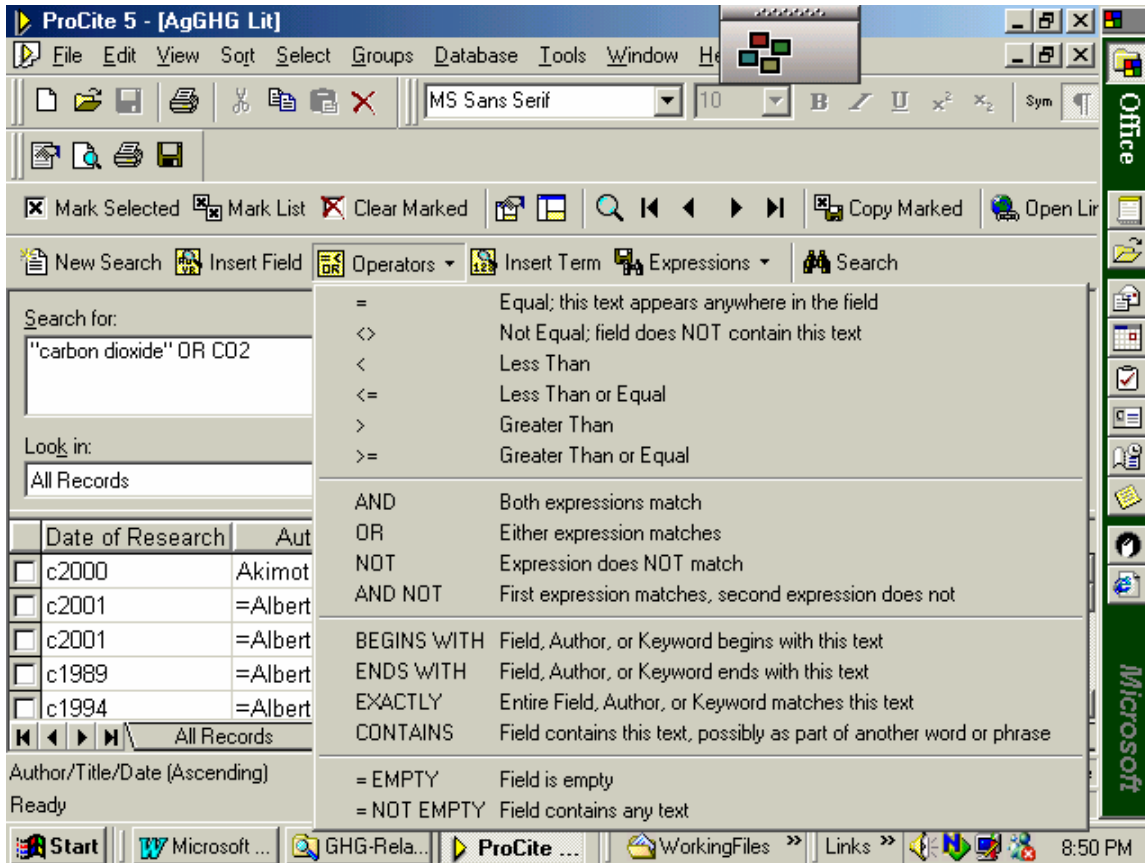 ProCite 5 - [AgGHG Lit]
File Edit View Sort Select Groups Database Tools Window He
MS Sans Serif 10 B I U x² x₂ Sym ¶
Mark Selected Mark List Clear Marked Copy Marked Open Lin
New Search Insert Field Operators Insert Term Expressions Search
Search for:
"carbon dioxide" OR CO2
Look in:
All Records
= Equal; this text appears anywhere in the field
<> Not Equal; field does NOT contain this text
< Less Than
<= Less Than or Equal
> Greater Than
>= Greater Than or Equal
AND Both expressions match
OR Either expression matches
NOT Expression does NOT match
AND NOT First expression matches, second expression does not
BEGINS WITH Field, Author, or Keyword begins with this text
ENDS WITH Field, Author, or Keyword ends with this text
EXACTLY Entire Field, Author, or Keyword matches this text
CONTAINS Field contains this text, possibly as part of another word or phrase
= EMPTY Field is empty
= NOT EMPTY Field contains any text
Date of Research Aut
c2000 Akimot
c2001 =Albert
c2001 =Albert
c1989 =Albert
c1994 =Albert
All Records
Author/Title/Date (Ascending)
Ready
Office
Microsoft
Start Microsoft ... GHG-Rela... ProCite ... WorkingFiles » Links » 8:50 PM